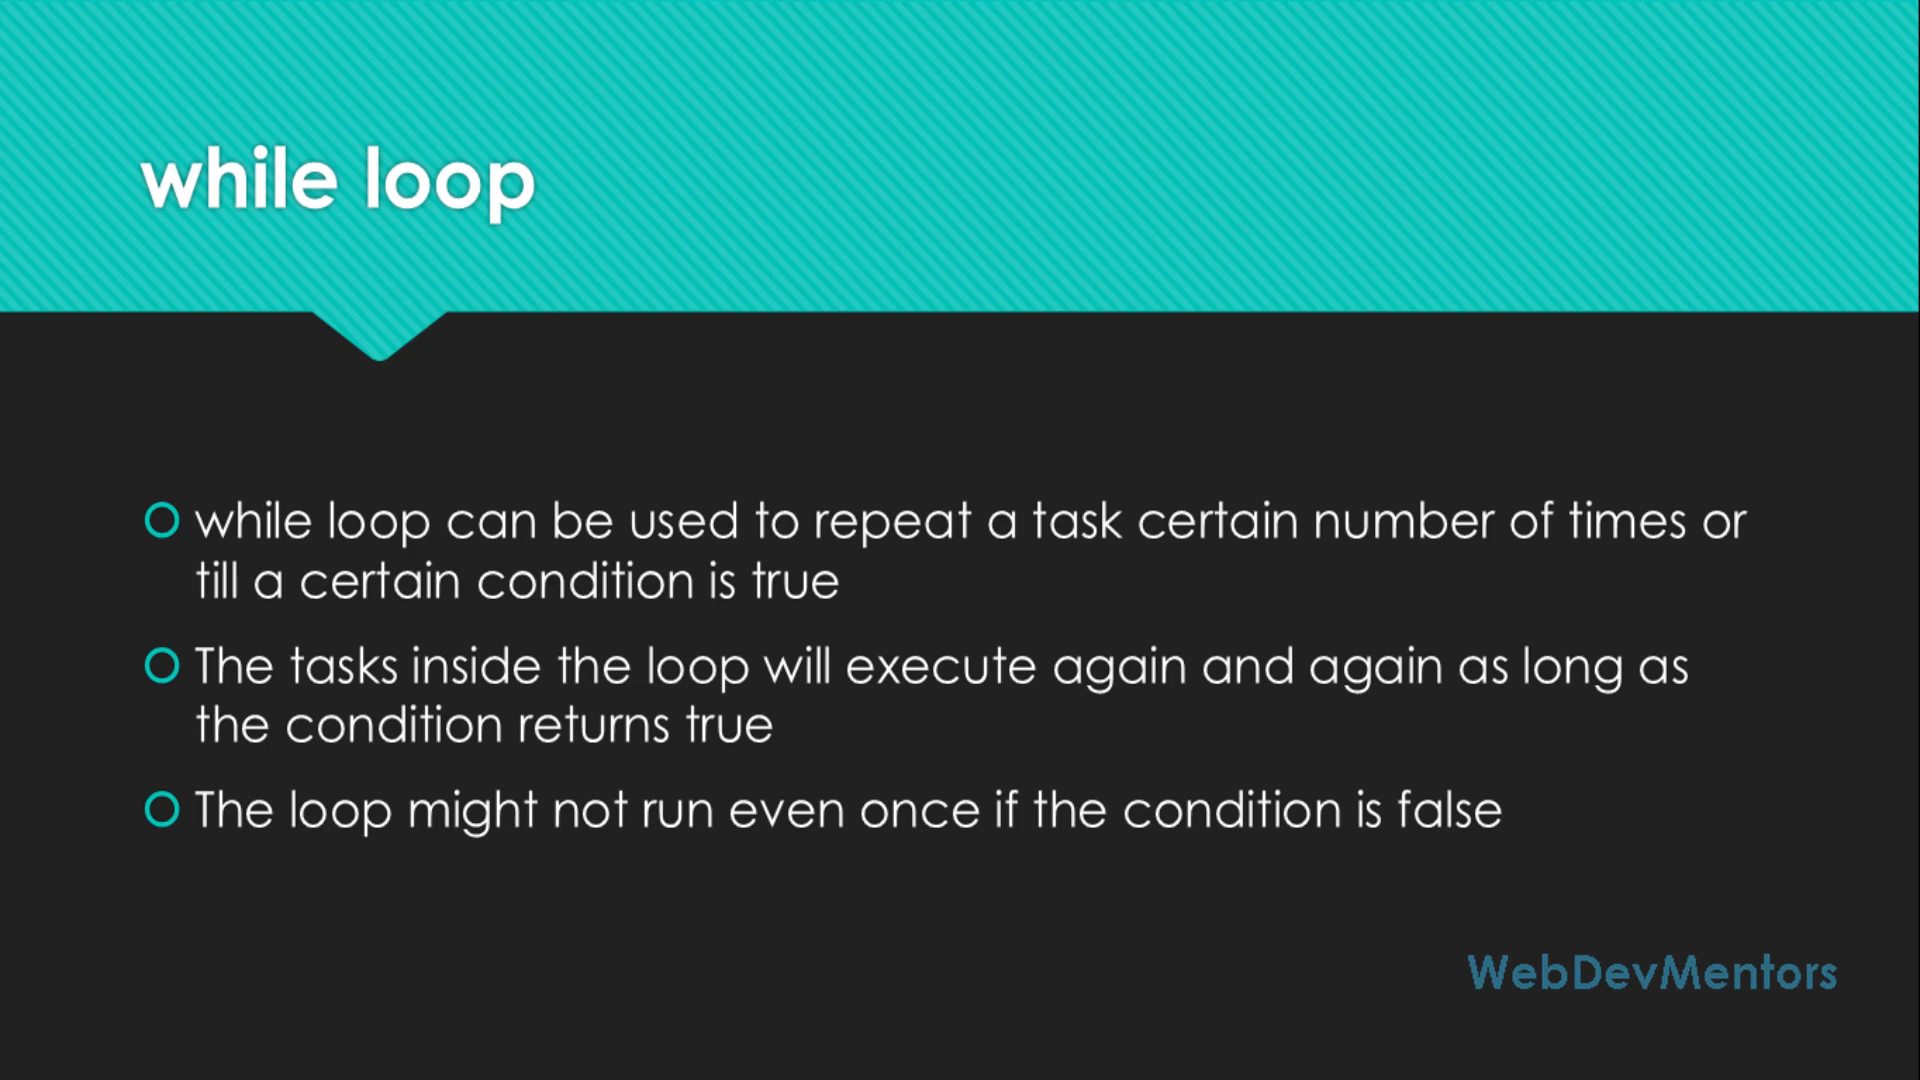 while loop
while loop can be used to repeat a task certain number of times or
till a certain condition is true
The tasks inside the loop will execute again and again as long as
the condition returns true
The loop might not run even once if the condition is false
WebDevMentors